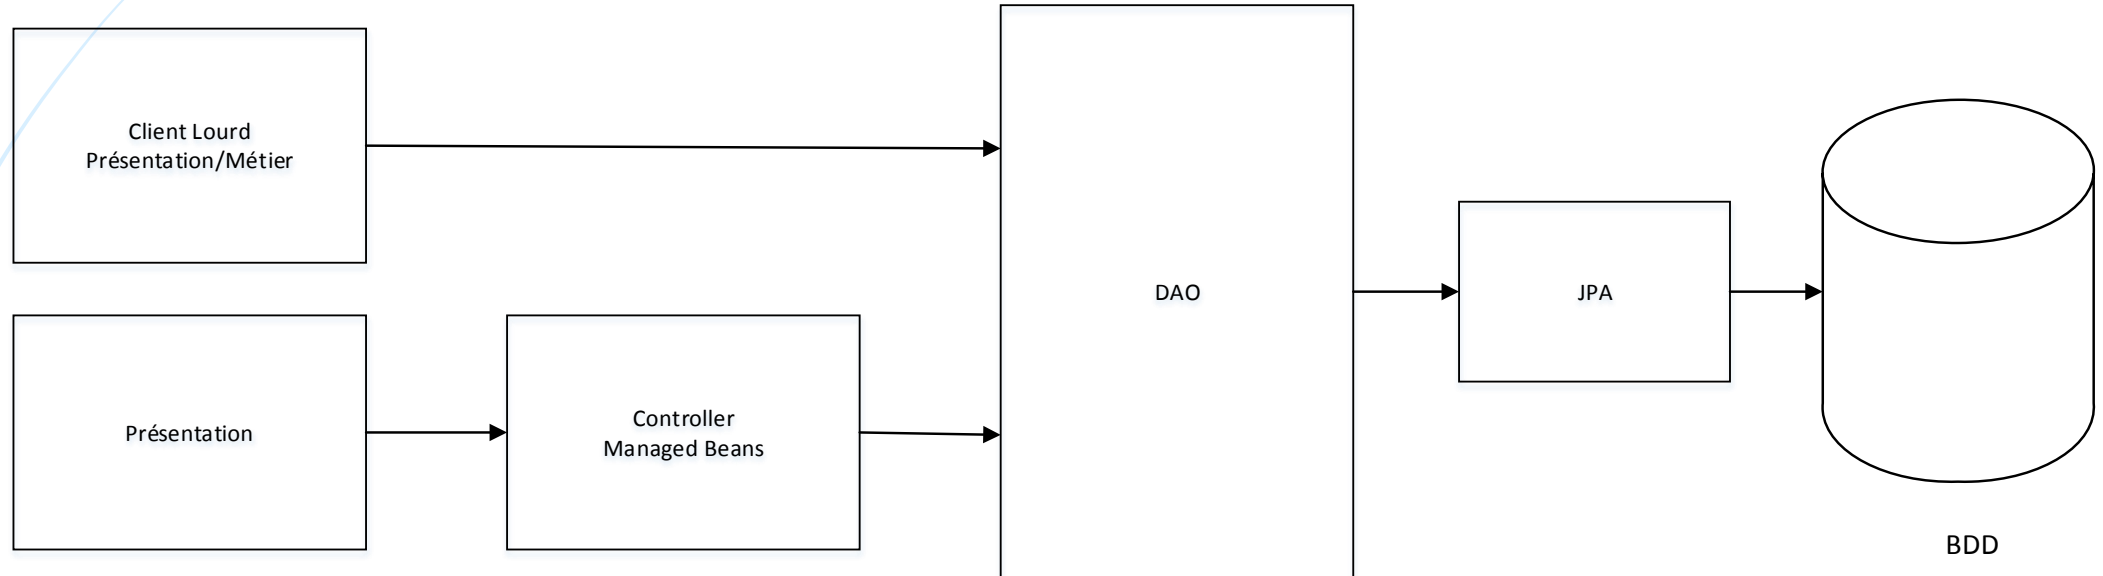 Client Lourd
Présentation/Métier
DAO
JPA
Présentation
Controller
Managed Beans
BDD